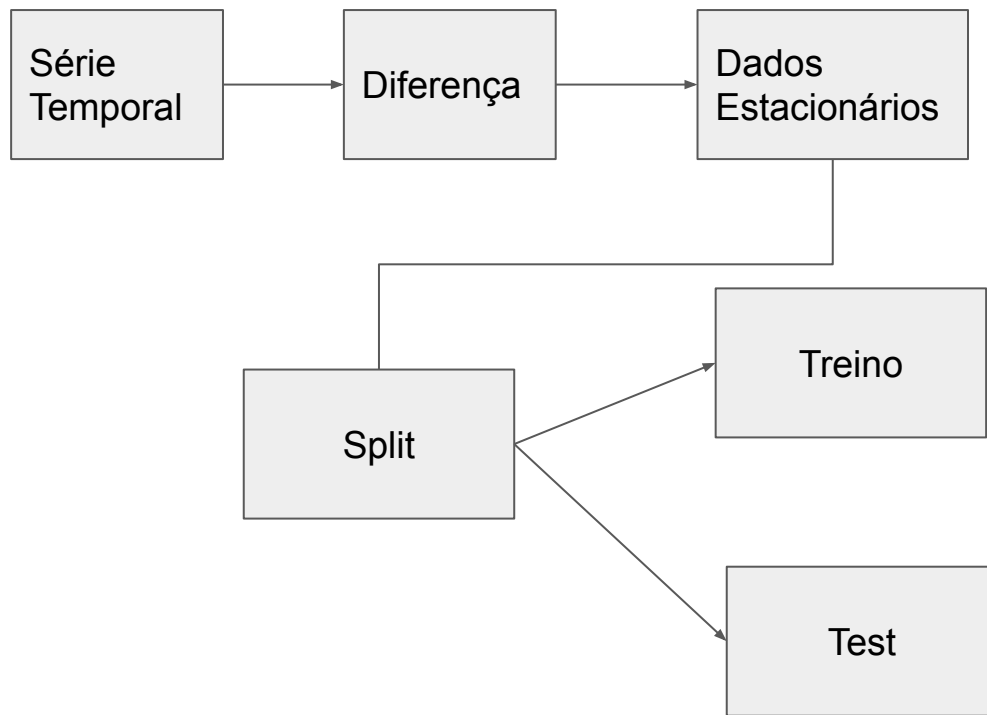 Série
Temporal
Diferença
Dados
Estacionários
Split
Treino
Test